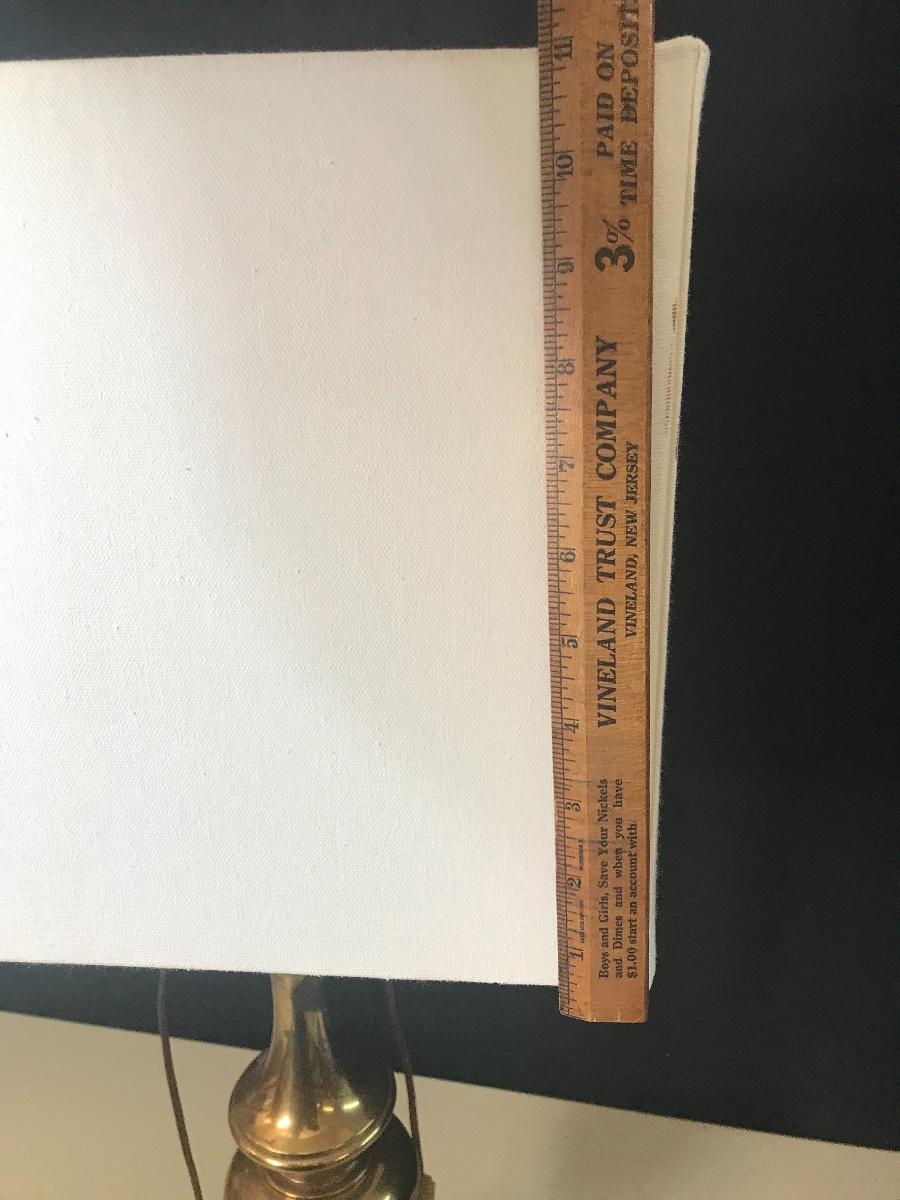 3% PAID ON
TIME DEPOSIT
VINELAND TRUST COMPANY
VINELAND, NEW JERSEY
Boys and Girls, Save Your Nickels
and Dimes and when you have
$1.00 start an account with
1 2 3 4 5 6 7 8 9 10 11